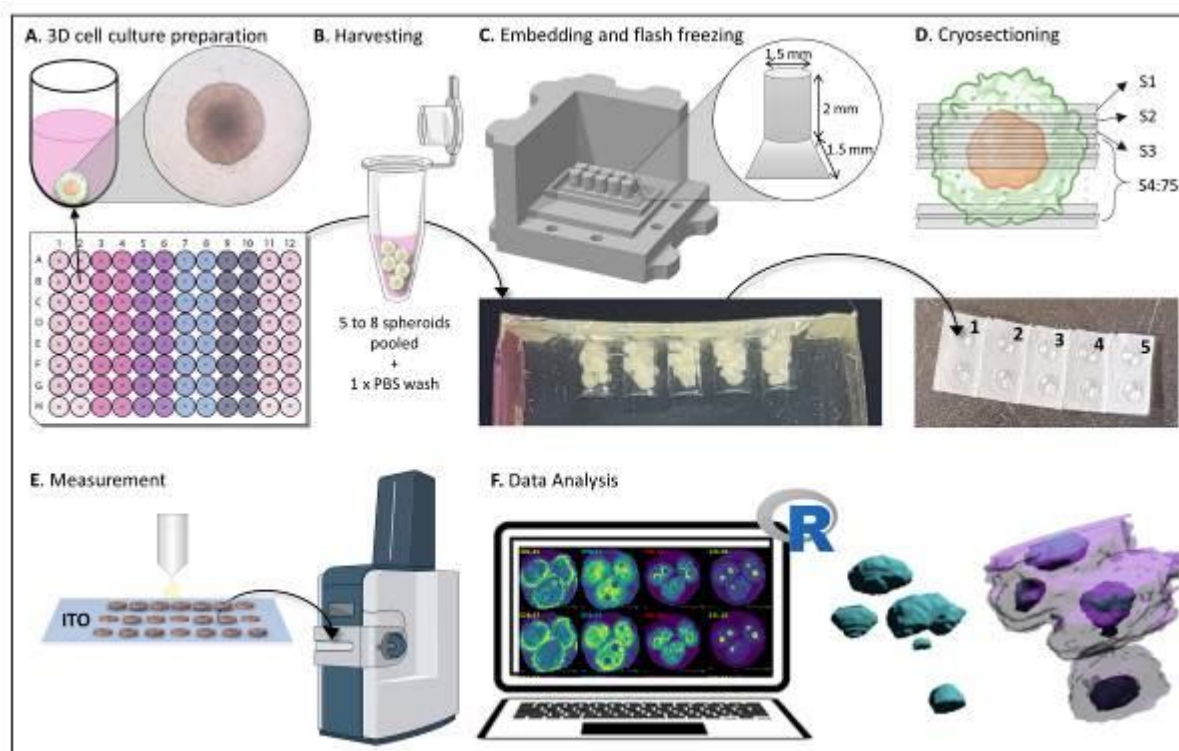 A. 3D cell culture preparation
B. Harvesting
C. Embedding and flash freezing
D. Cryosectioning
1.5 mm
2 mm
1.5 mm
S1
S2
S3
S4:75
1 2 3 4 5 6 7 8 9 10 11 12
A
B
C
D
E
F
G
H
5 to 8 spheroids
pooled
+
1 x PBS wash
1 2 3 4 5
E. Measurement
ITO
F. Data Analysis
R